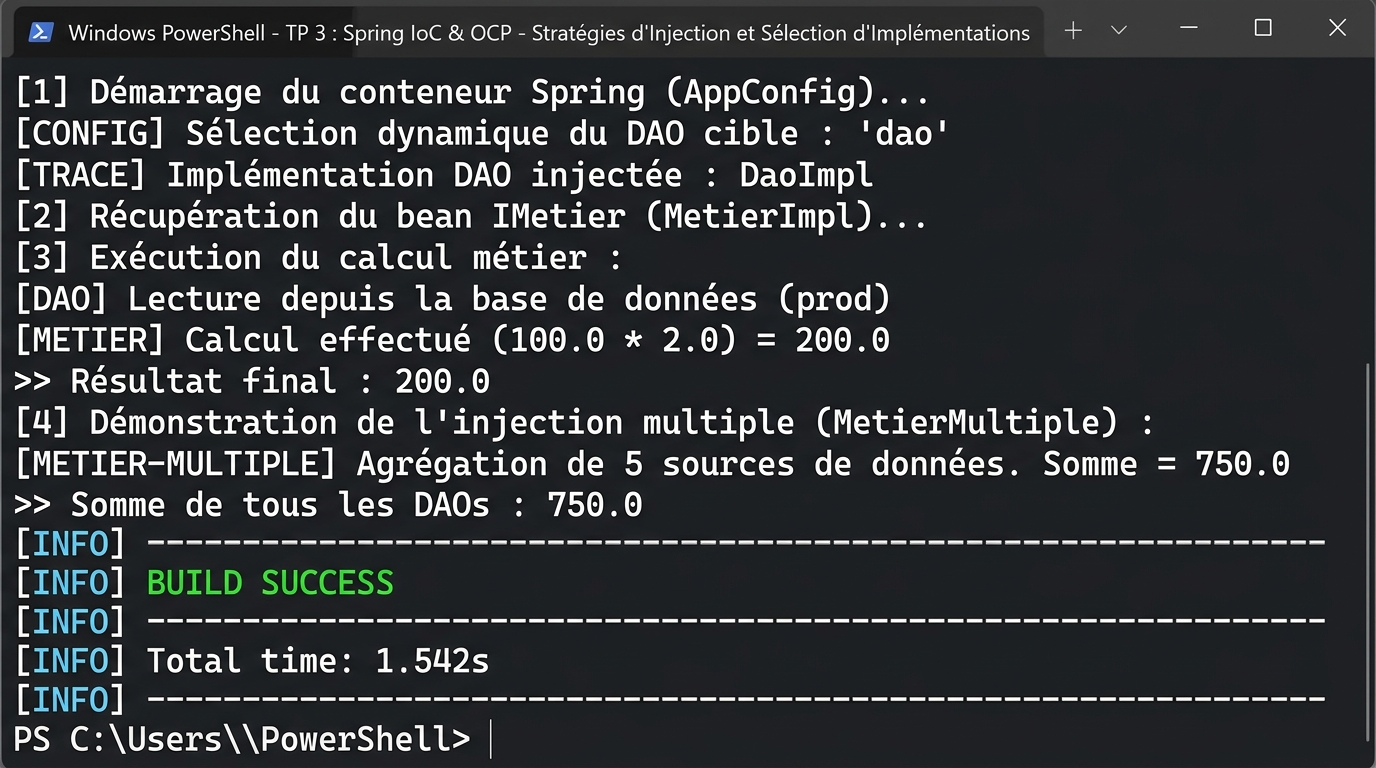 Windows PowerShell - TP 3 : Spring IoC & OCP - Stratégies d'Injection et Sélection d'Implémentations
[1] Démarrage du conteneur Spring (AppConfig)...
[CONFIG] Sélection dynamique du DAO cible : 'dao'
[TRACE] Implémentation DAO injectée : DaoImpl
[2] Récupération du bean IMetier (MetierImpl)...
[3] Exécution du calcul métier :
[DAO] Lecture depuis la base de données (prod)
[METIER] Calcul effectué (100.0 * 2.0) = 200.0
>> Résultat final : 200.0
[4] Démonstration de l'injection multiple (MetierMultiple) :
[METIER-MULTIPLE] Agrégation de 5 sources de données. Somme = 750.0
>> Somme de tous les DAOs : 750.0
[INFO] --------------------------------------------------------------
[INFO] BUILD SUCCESS
[INFO] --------------------------------------------------------------
[INFO] Total time: 1.542s
[INFO] --------------------------------------------------------------
PS C:\Users\\PowerShell>